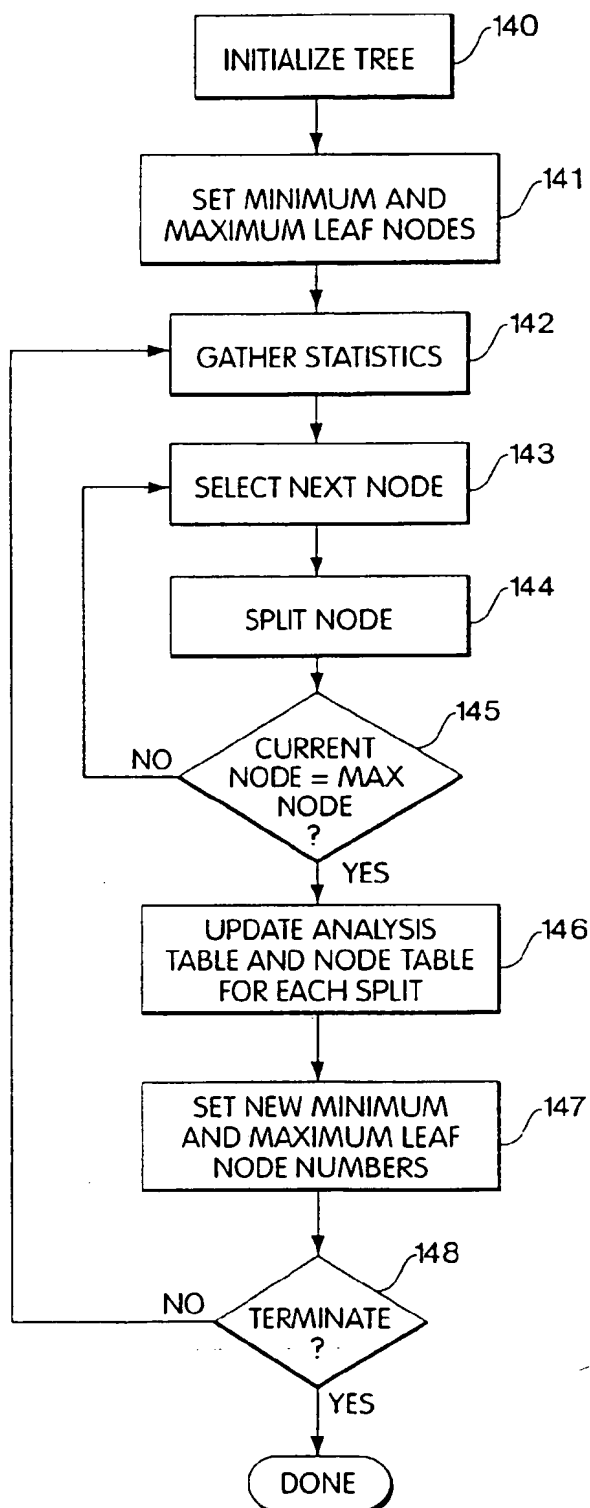 140
INITIALIZE TREE
141
SET MINIMUM AND
MAXIMUM LEAF NODES
142
GATHER STATISTICS
143
SELECT NEXT NODE
144
SPLIT NODE
145
NO
CURRENT
NODE = MAX
NODE
?
YES
146
UPDATE ANALYSIS
TABLE AND NODE TABLE
FOR EACH SPLIT
147
SET NEW MINIMUM
AND MAXIMUM LEAF
NODE NUMBERS
148
NO
TERMINATE
?
YES
DONE